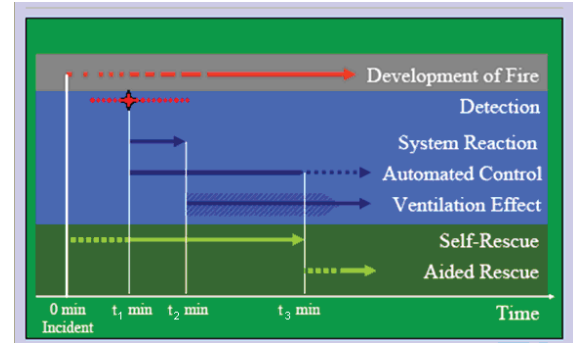 Development of Fire
Detection
System Reaction
Automated Control
Ventilation Effect
Self-Rescue
Aided Rescue
0 min t₁ min t₂ min t₃ min Time
Incident